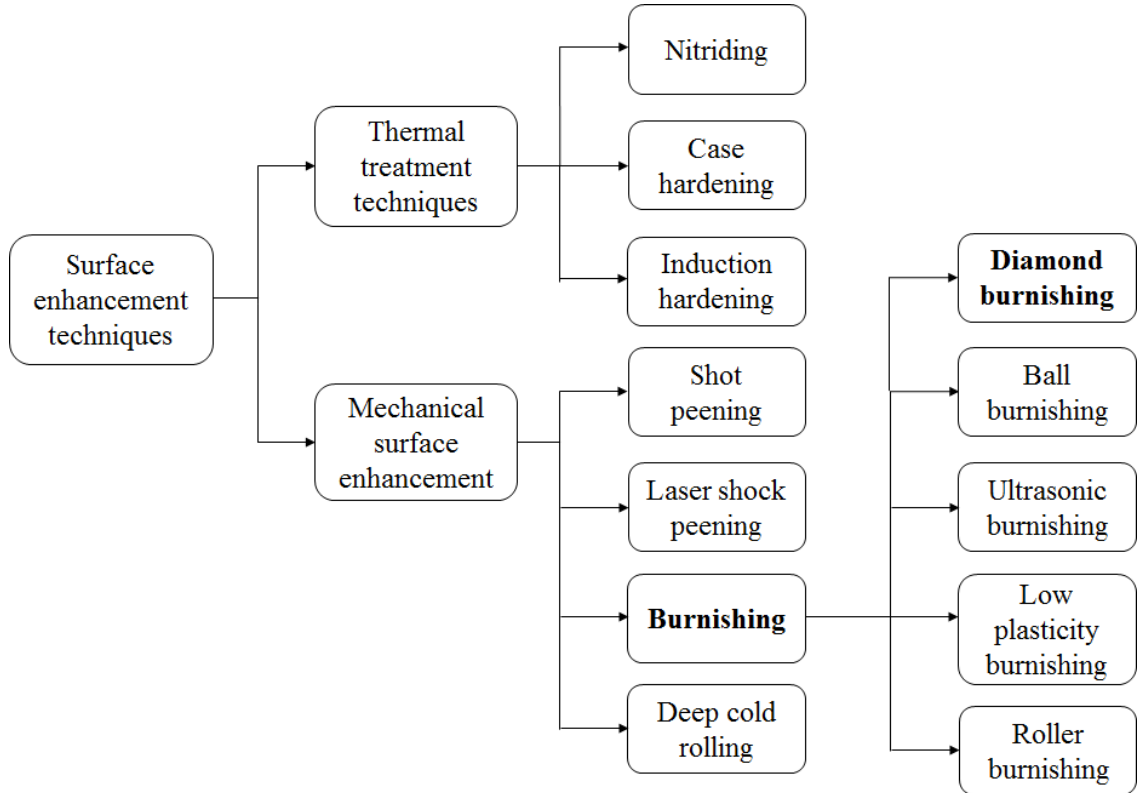 Surface
enhancement
techniques
Thermal
treatment
techniques
Mechanical
surface
enhancement
Nitriding
Case
hardening
Induction
hardening
Shot
peening
Laser shock
peening
Burnishing
Deep cold
rolling
Diamond
burnishing
Ball
burnishing
Ultrasonic
burnishing
Low
plasticity
burnishing
Roller
burnishing